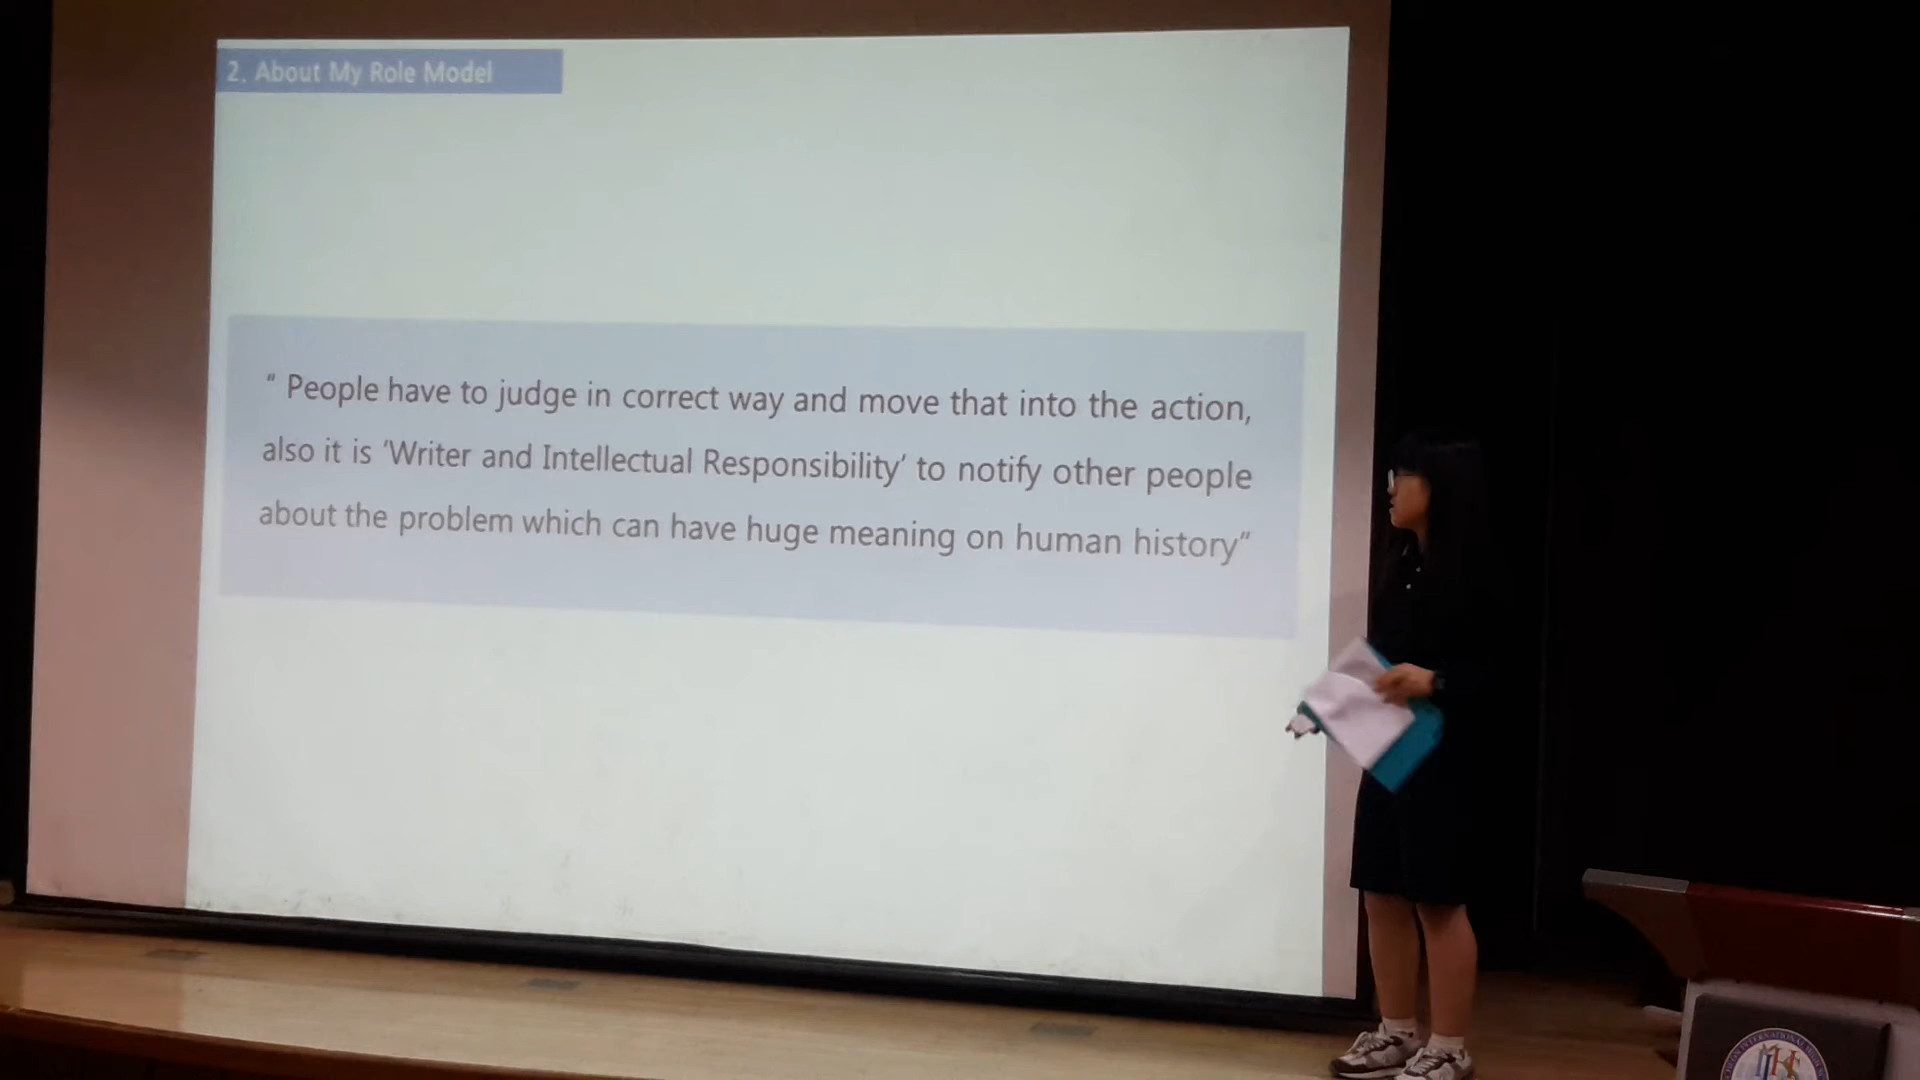 2. About My Role Model
“ People have to judge in correct way and move that into the action,
also it is ‘Writer and Intellectual Responsibility’ to notify other people
about the problem which can have huge meaning on human history”